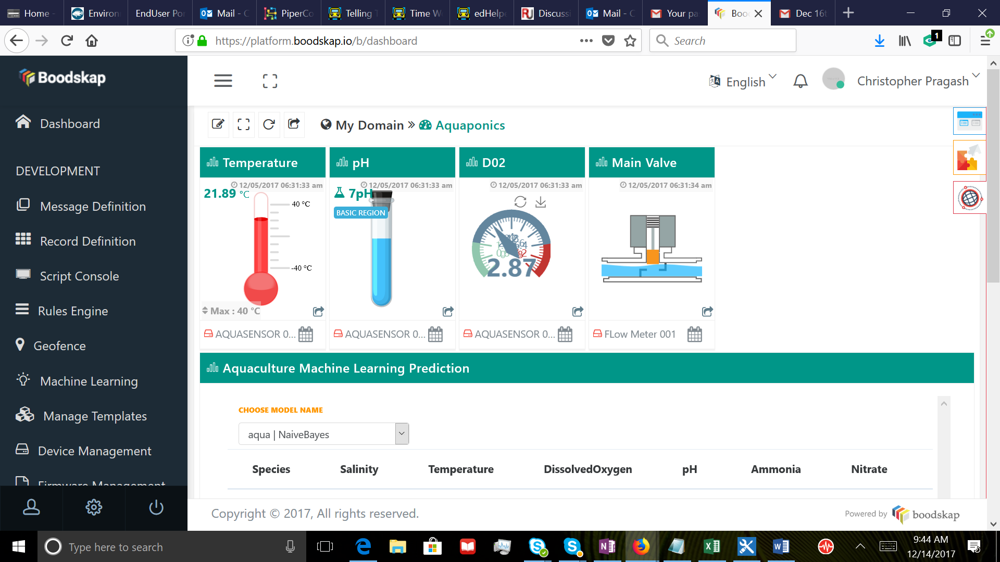 Home
Environ
EndUser Por
Mail - C
PiperCo
Telling T
Time W
edHelpe
RJ
Discussi
Mail - C
Your pa
Boo
Dec 16t
https://platform.boodskap.io/b/dashboard
Search
1
Boodskap
English
Christopher Pragash
Dashboard
My Domain » Aquaponics
DEVELOPMENT
Message Definition
Record Definition
Script Console
Rules Engine
Geofence
Machine Learning
Manage Templates
Device Management
Firmware Management
Temperature
12/05/2017 06:31:33 am
21.89 °C
40 °C
-40 °C
Max : 40 °C
AQUASENSOR 0...
pH
12/05/2017 06:31:33 am
7pH
BASIC REGION
AQUASENSOR 0...
D02
12/05/2017 06:31:33 am
2.87
AQUASENSOR 0...
Main Valve
12/05/2017 06:31:34 am
FLow Meter 001
Aquaculture Machine Learning Prediction
CHOOSE MODEL NAME
aqua | NaiveBayes
Species Salinity Temperature DissolvedOxygen pH Ammonia Nitrate
Copyright © 2017, All rights reserved.
Powered by boodskap
Type here to search
9:44 AM
12/14/2017